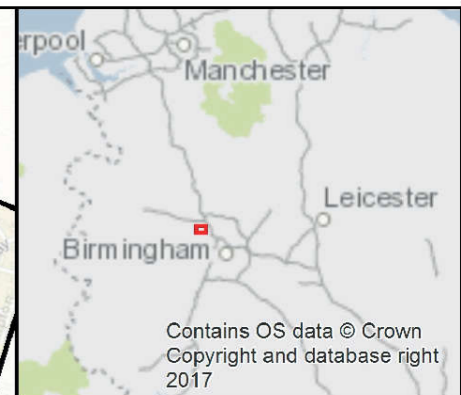 erpool
Manchester
Leicester
Birmingham
Contains OS data © Crown
Copyright and database right
2017